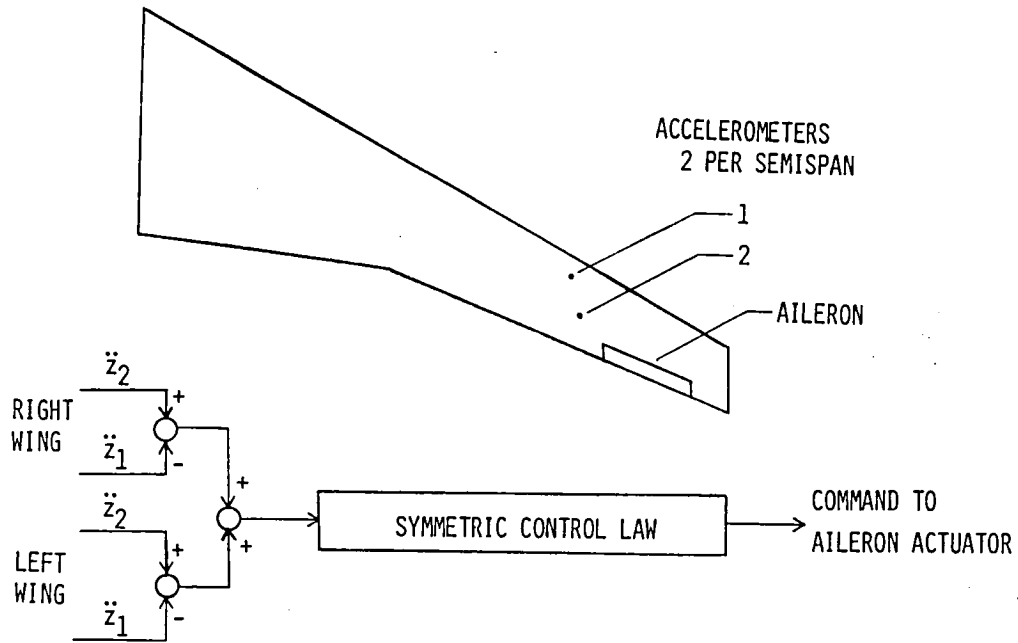 ACCELEROMETERS
2 PER SEMISPAN
1
2
AILERON
z̈2
+
RIGHT
WING
z̈1
-
+
z̈2
SYMMETRIC CONTROL LAW
COMMAND TO
AILERON ACTUATOR
+
+
LEFT
WING
z̈1
-